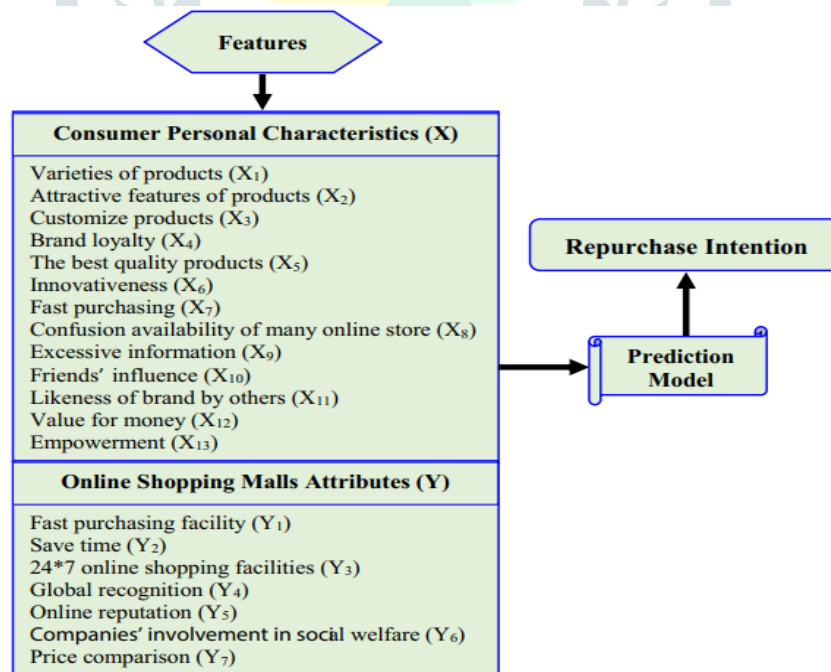 Features
Consumer Personal Characteristics (X)
Varieties of products (X₁)
Attractive features of products (X₂)
Customize products (X₃)
Brand loyalty (X₄)
The best quality products (X₅)
Innovativeness (X₆)
Fast purchasing (X₇)
Confusion availability of many online store (X₈)
Excessive information (X₉)
Friends' influence (X₁₀)
Likeness of brand by others (X₁₁)
Value for money (X₁₂)
Empowerment (X₁₃)
Online Shopping Malls Attributes (Y)
Fast purchasing facility (Y₁)
Save time (Y₂)
24*7 online shopping facilities (Y₃)
Global recognition (Y₄)
Online reputation (Y₅)
Companies' involvement in social welfare (Y₆)
Price comparison (Y₇)
Repurchase Intention
Prediction
Model